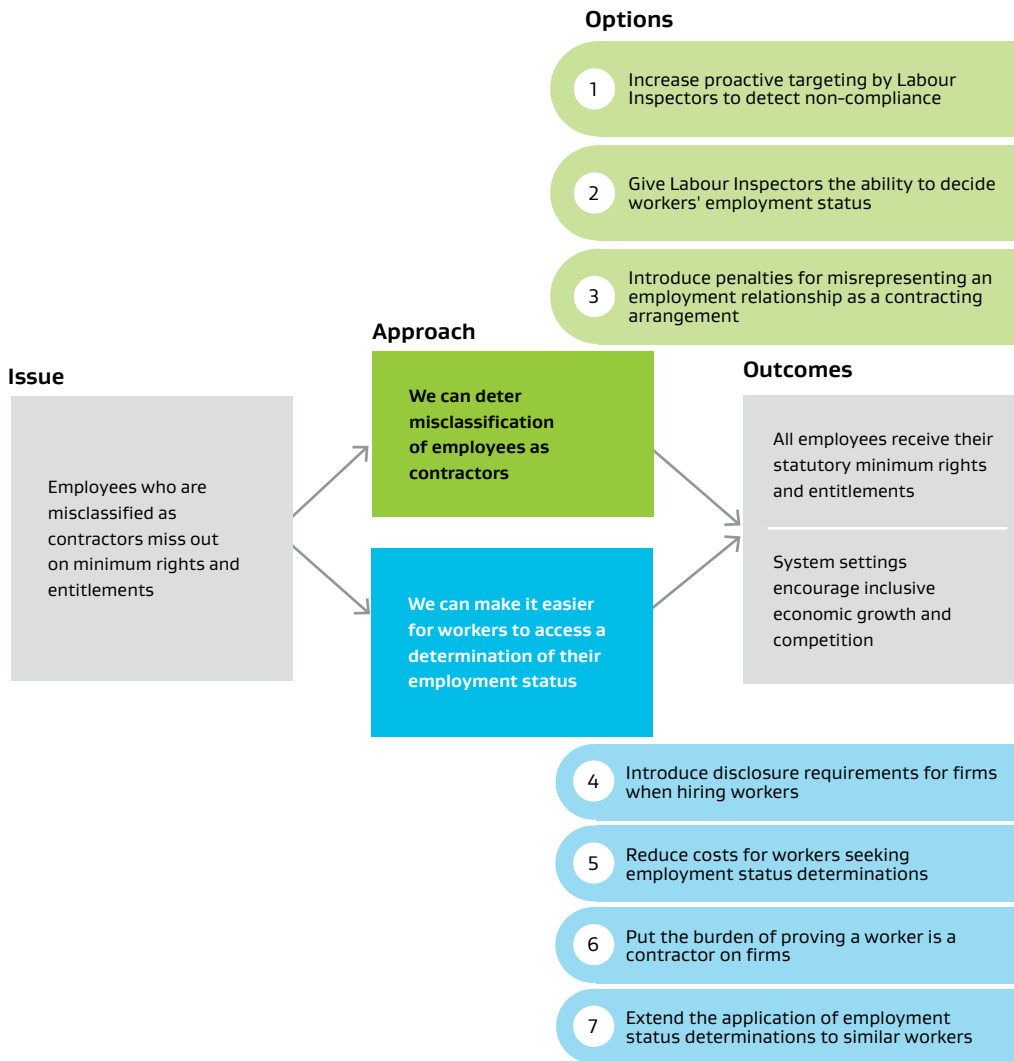 Options
1
Increase proactive targeting by Labour
Inspectors to detect non-compliance
2
Give Labour Inspectors the ability to decide
workers' employment status
3
Introduce penalties for misrepresenting an
employment relationship as a contracting
arrangement
Issue
Employees who are
misclassified as
contractors miss out
on minimum rights and
entitlements
Approach
We can deter
misclassification
of employees as
contractors
We can make it easier
for workers to access a
determination of their
employment status
Outcomes
All employees receive their
statutory minimum rights
and entitlements
System settings
encourage inclusive
economic growth and
competition
4
Introduce disclosure requirements for firms
when hiring workers
5
Reduce costs for workers seeking
employment status determinations
6
Put the burden of proving a worker is a
contractor on firms
7
Extend the application of employment
status determinations to similar workers